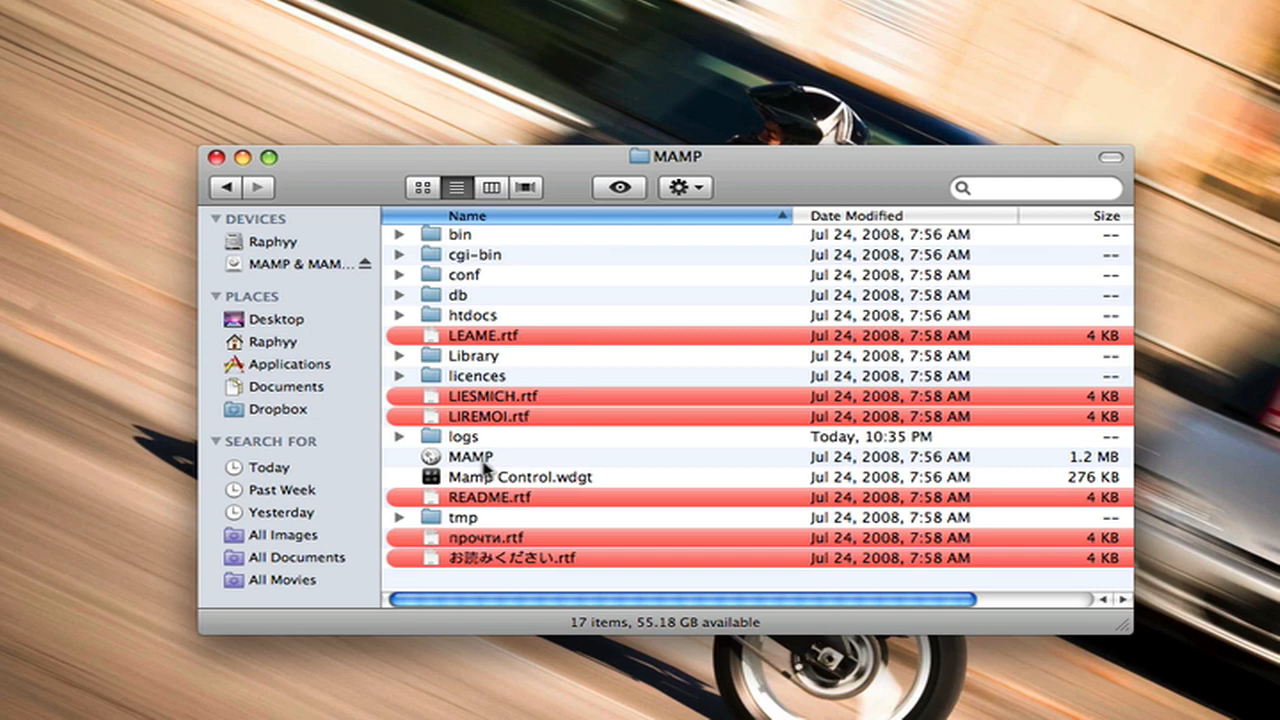 MAMP
DEVICES
Raphyy
MAMP & MAM...
PLACES
Desktop
Raphyy
Applications
Documents
Dropbox
SEARCH FOR
Today
Past Week
Yesterday
All Images
All Documents
All Movies
Name Date Modified Size
bin Jul 24, 2008, 7:56 AM --
cgi-bin Jul 24, 2008, 7:56 AM --
conf Jul 24, 2008, 7:58 AM --
db Jul 24, 2008, 7:58 AM --
htdocs Jul 24, 2008, 7:56 AM --
LEAME.rtf Jul 24, 2008, 7:58 AM 4 KB
Library Jul 24, 2008, 7:56 AM --
licences Jul 24, 2008, 7:58 AM --
LIESMICH.rtf Jul 24, 2008, 7:58 AM 4 KB
LIREMOI.rtf Jul 24, 2008, 7:58 AM 4 KB
logs Today, 10:35 PM --
MAMP Jul 24, 2008, 7:56 AM 1.2 MB
Mamp Control.wdgt Jul 24, 2008, 7:58 AM 276 KB
README.rtf Jul 24, 2008, 7:58 AM 4 KB
tmp Jul 24, 2008, 7:58 AM --
прочти.rtf Jul 24, 2008, 7:58 AM 4 KB
お読みください.rtf Jul 24, 2008, 7:58 AM 4 KB
17 items, 55.18 GB available